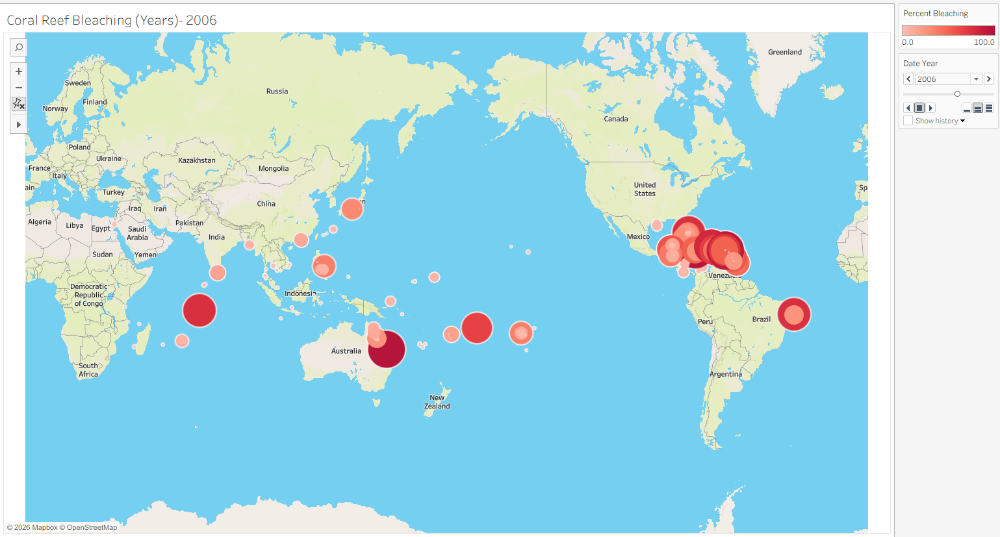 Coral Reef Bleaching (Years)- 2006
Percent Bleaching
0.0
100.0
Date Year
2006
Show history
Greenland
Sweden
Finland
Norway
Russia
Canada
Poland
Ukraine
Kazakhstan
Mongolia
France
Italy
ain
Turkey
United
States
Sp
China
Iraq
Iran
Algeria
Libya
Egypt
Pakistan
Saudi
Arabia
India
Mexico
Sudan
Yemen
Venezuela
Democratic
Republic
of Congo
Indonesia
Peru
Brazil
Australia
South
Africa
Argentina
New
Zealand
© 2026 Mapbox © OpenStreetMap